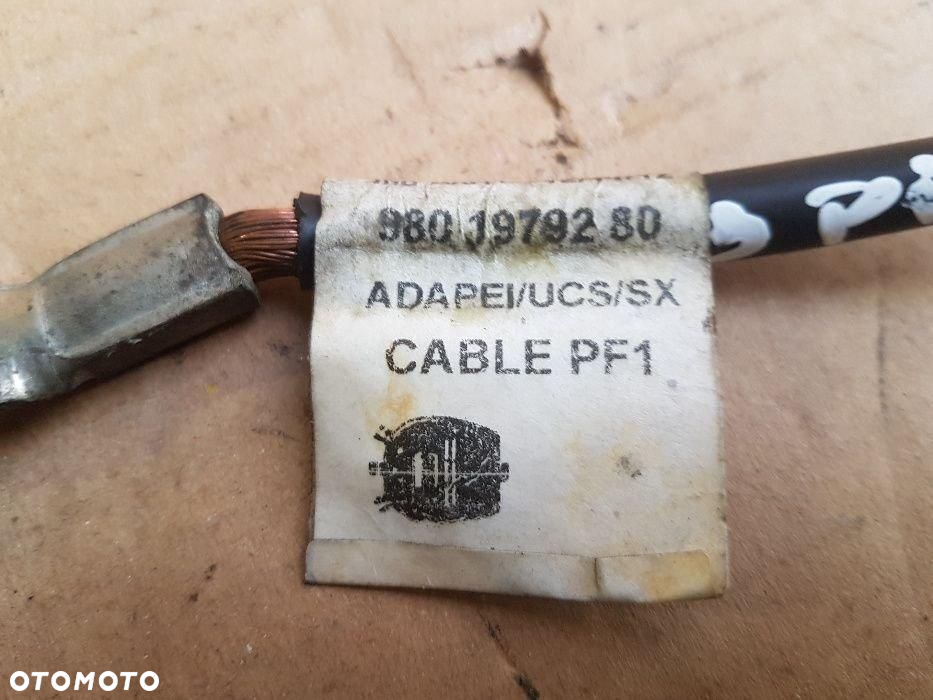 980 19792 80
ADAPEI/UCS/SX
CABLE PF1
OTOMOTO